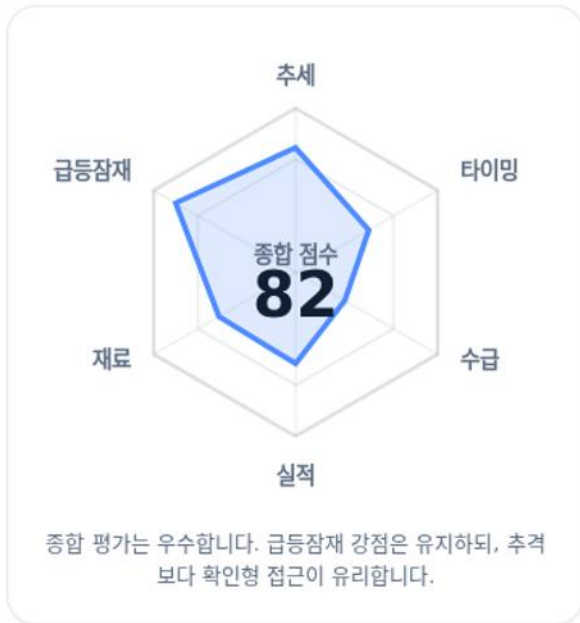 추세
급등잠재
타이밍
종합 점수
82
재료
수급
실적
종합 평가는 우수합니다. 급등잠재 강점은 유지하되, 추격
보다 확인형 접근이 유리합니다.